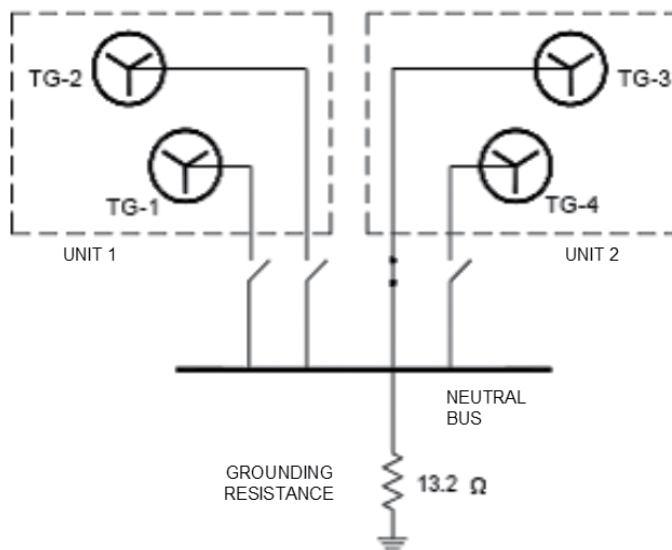 TG-2
TG-3
TG-1
TG-4
UNIT 1
UNIT 2
NEUTRAL
BUS
GROUNDING
RESISTANCE
13.2 Ω